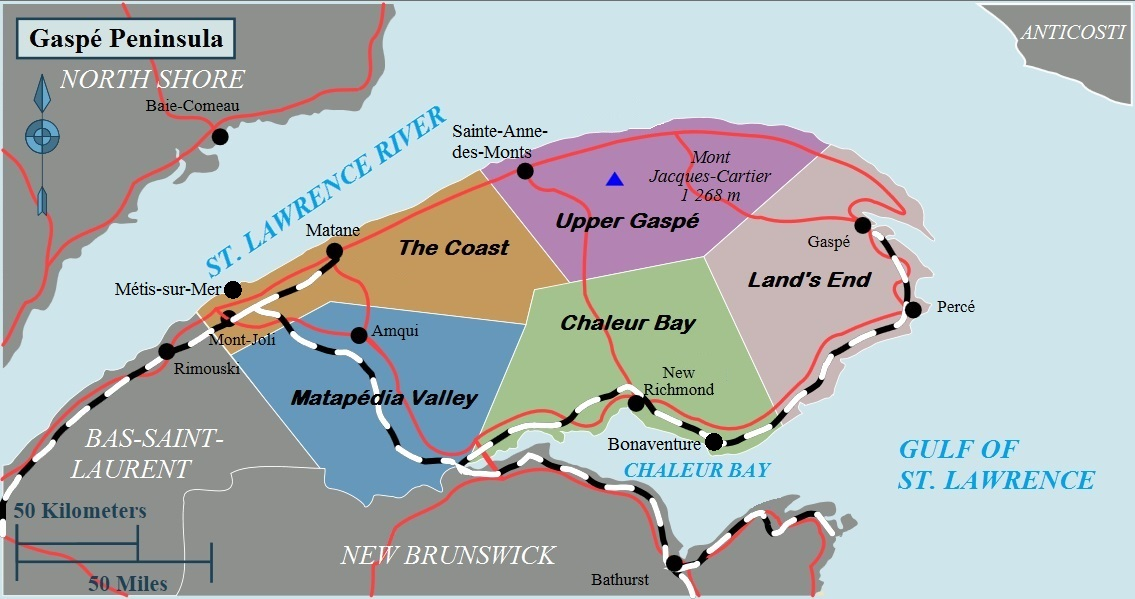 Gaspé Peninsula
NORTH SHORE
Baie-Comeau
ANTICOSTI
ST. LAWRENCE RIVER
Sainte-Anne-
des-Monts
Mont
Jacques-Cartier
1 268 m
Upper Gaspé
Matane
The Coast
Gaspé
Land's End
Métis-sur-Mer
Percé
Mont-Joli
Amqui
Chaleur Bay
Rimouski
New
Richmond
Matapédia Valley
Bonaventure
BAS-SAINT-
LAURENT
CHALEUR BAY
GULF OF
ST. LAWRENCE
50 Kilometers
NEW BRUNSWICK
50 Miles
Bathurst